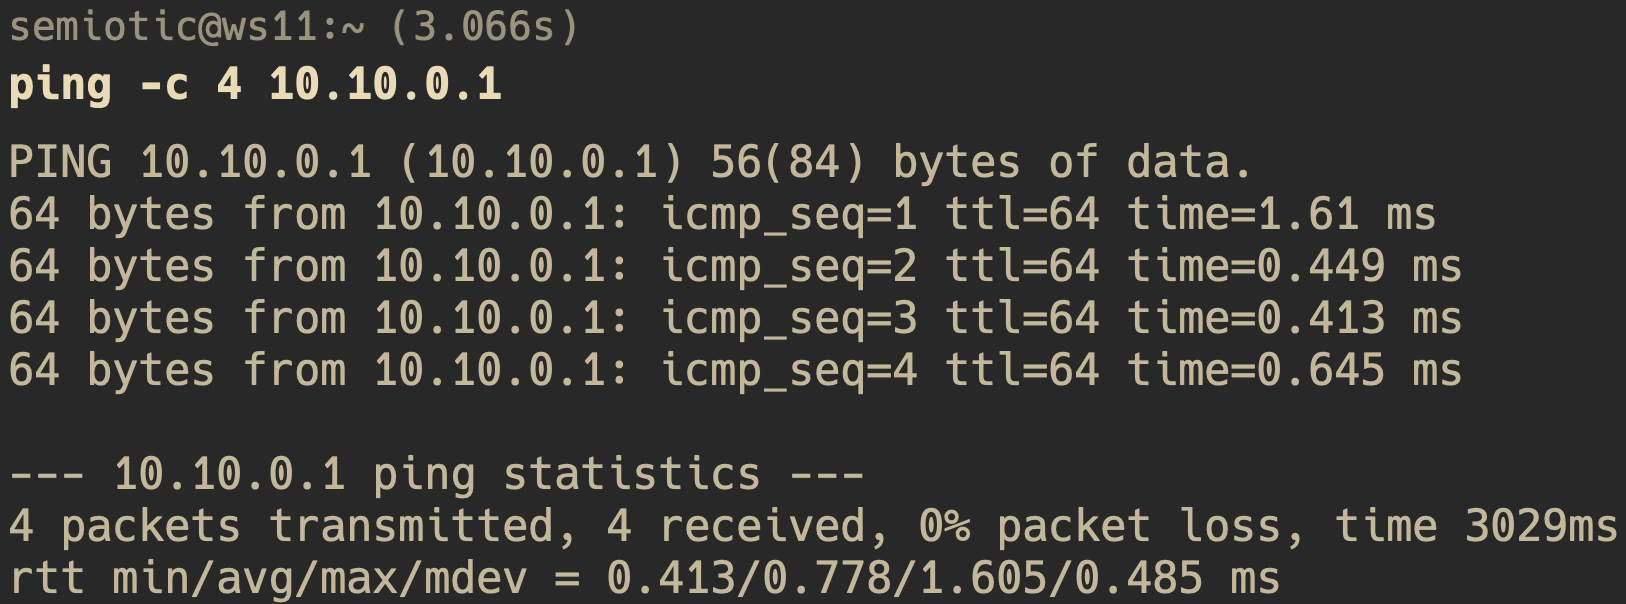 semiotic@ws11:~ (3.066s)
ping -c 4 10.10.0.1
PING 10.10.0.1 (10.10.0.1) 56(84) bytes of data.
64 bytes from 10.10.0.1: icmp_seq=1 ttl=64 time=1.61 ms
64 bytes from 10.10.0.1: icmp_seq=2 ttl=64 time=0.449 ms
64 bytes from 10.10.0.1: icmp_seq=3 ttl=64 time=0.413 ms
64 bytes from 10.10.0.1: icmp_seq=4 ttl=64 time=0.645 ms
--- 10.10.0.1 ping statistics ---
4 packets transmitted, 4 received, 0% packet loss, time 3029ms
rtt min/avg/max/mdev = 0.413/0.778/1.605/0.485 ms